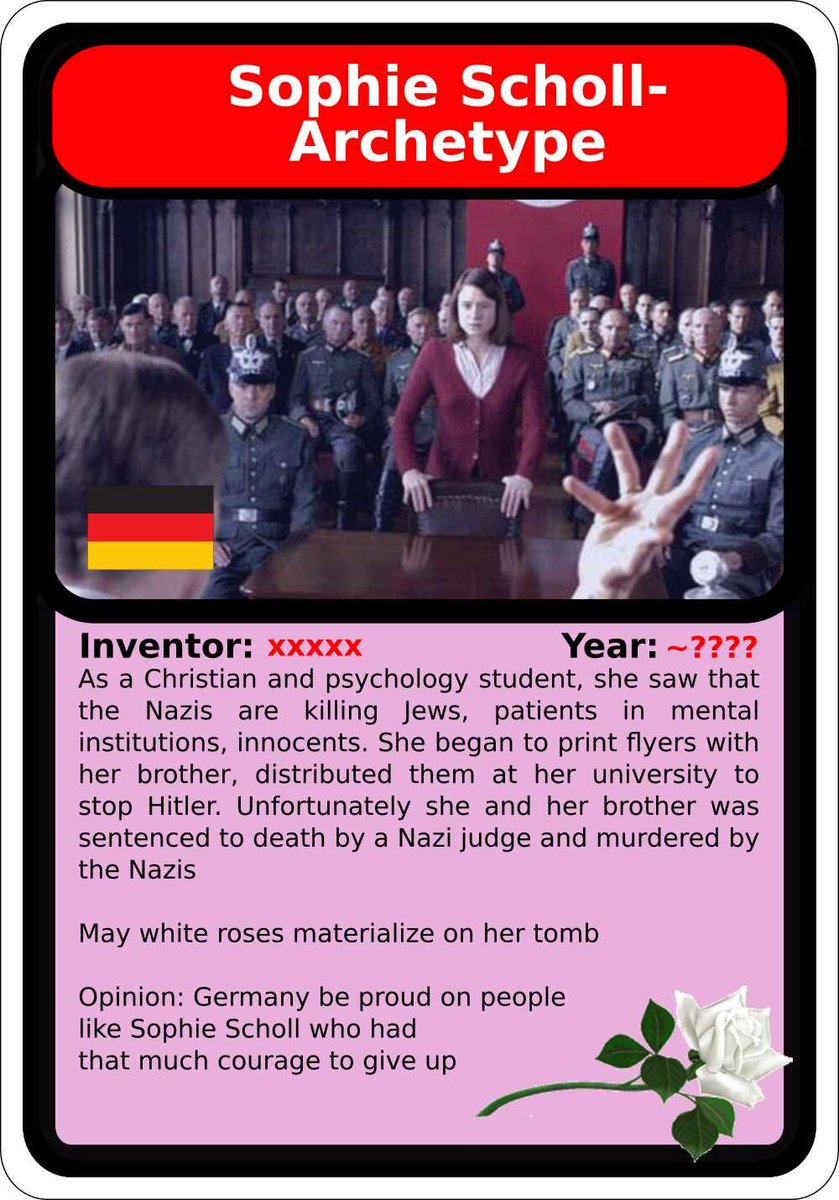 Sophie Scholl-
Archetype
Inventor: xxxxx Year: ~????
As a Christian and psychology student, she saw that
the Nazis are killing Jews, patients in mental
institutions, innocents. She began to print flyers with
her brother, distributed them at her university to
stop Hitler. Unfortunately she and her brother was
sentenced to death by a Nazi judge and murdered by
the Nazis
May white roses materialize on her tomb
Opinion: Germany be proud on people
like Sophie Scholl who had
that much courage to give up